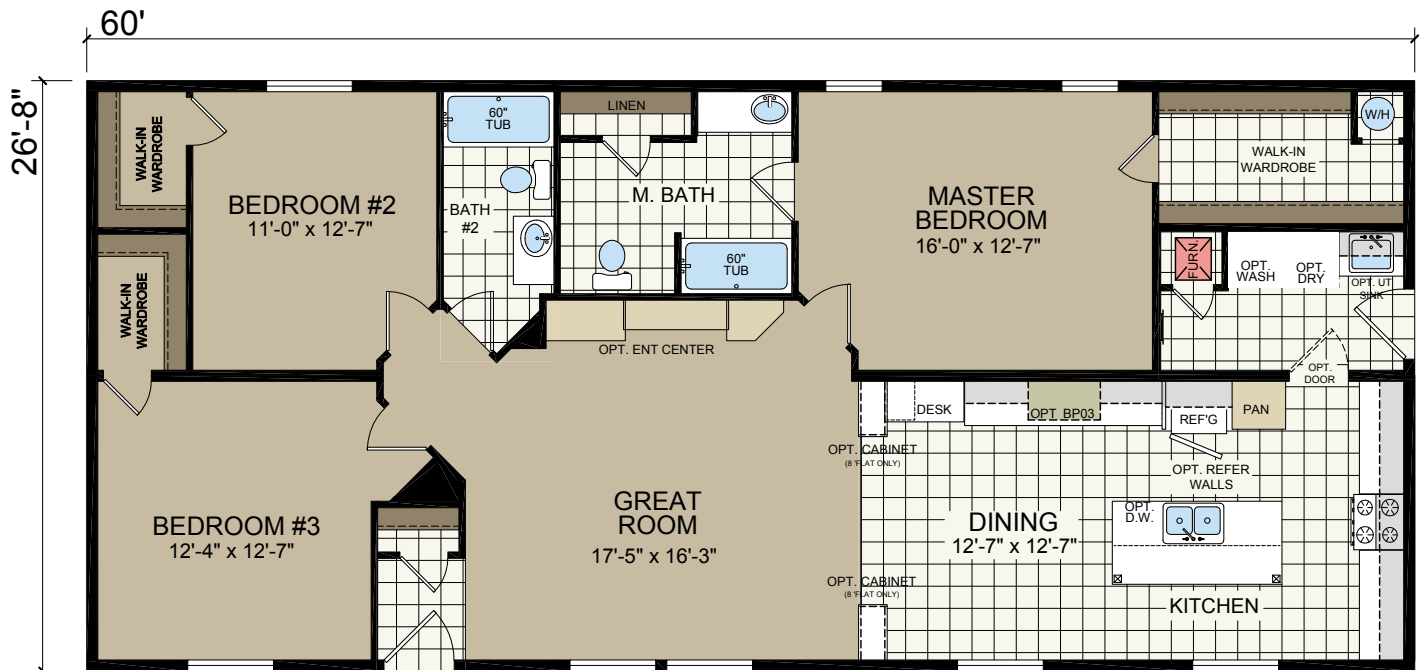 60'
26'-8"
WALK-IN
WARDROBE
BEDROOM #2
11'-0" x 12'-7"
60"
TUB
BATH
#2
LINEN
M. BATH
60"
TUB
MASTER
BEDROOM
16'-0" x 12'-7"
WALK-IN
WARDROBE
W/H
FURN.
OPT.
WASH
OPT.
DRY
OPT. UT
SINK
OPT.
DOOR
WALK-IN
WARDROBE
OPT. ENT CENTER
BEDROOM #3
12'-4" x 12'-7"
GREAT
ROOM
17'-5" x 16'-3"
DESK
OPT BP03
REF'G
PAN
OPT. CABINET
(8 'FLAT ONLY)
OPT. REFER
WALLS
OPT.
D.W.
DINING
12'-7" x 12'-7"
OPT. CABINET
(8 'FLAT ONLY)
KITCHEN